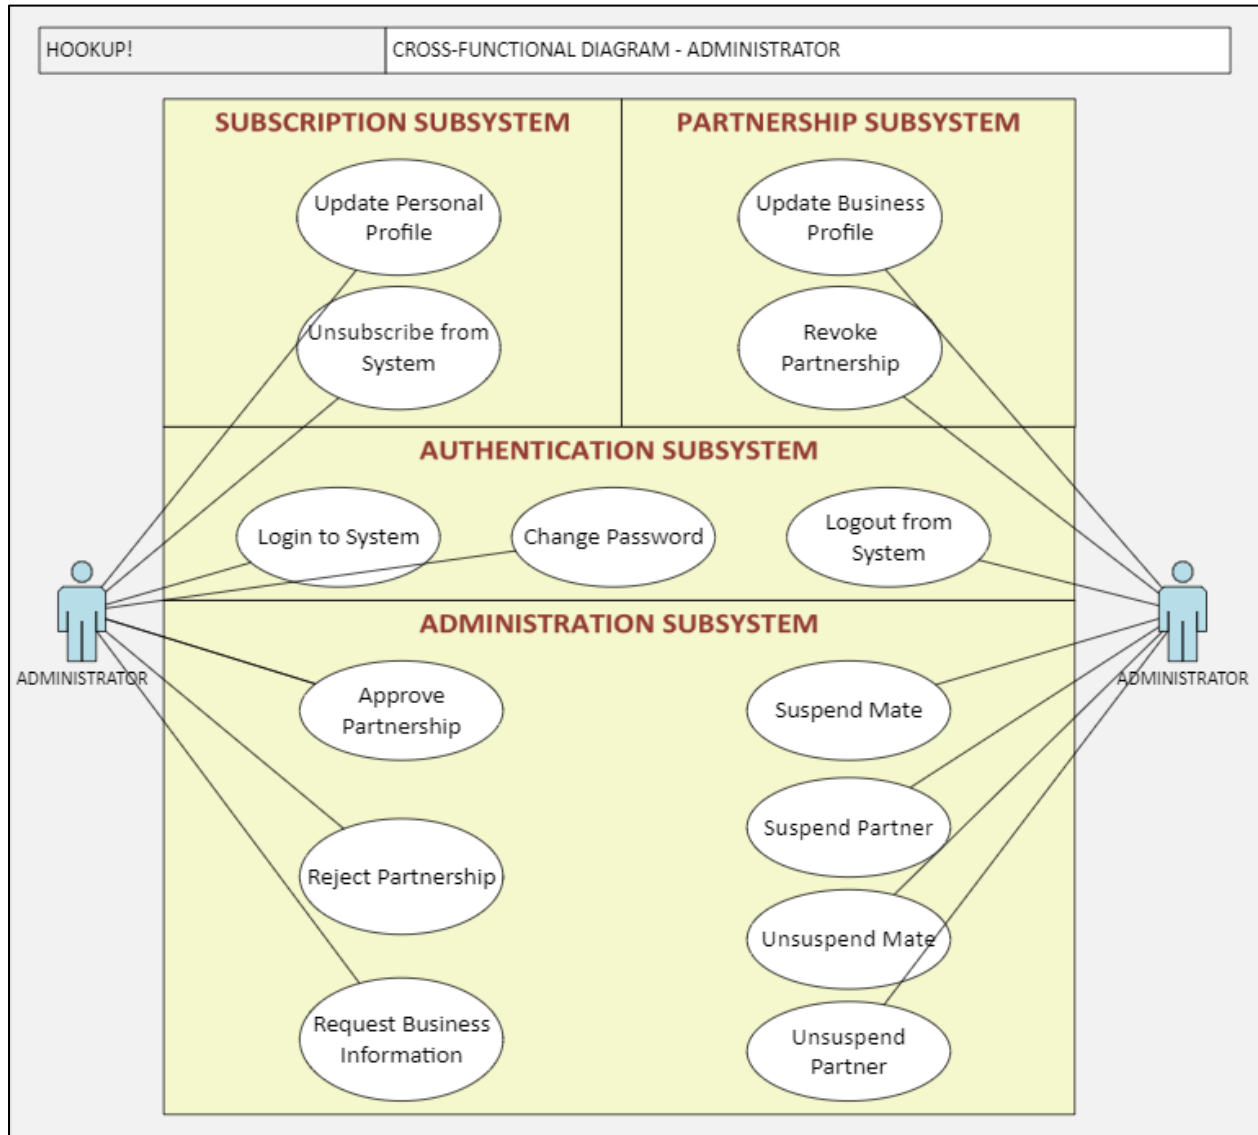 HOOKUP!
CROSS-FUNCTIONAL DIAGRAM - ADMINISTRATOR
SUBSCRIPTION SUBSYSTEM
Update Personal
Profile
Unsubscribe from
System
PARTNERSHIP SUBSYSTEM
Update Business
Profile
Revoke
Partnership
AUTHENTICATION SUBSYSTEM
Login to System
Change Password
Logout from
System
ADMINISTRATOR
ADMINISTRATOR
ADMINISTRATION SUBSYSTEM
Approve
Partnership
Reject Partnership
Request Business
Information
Suspend Mate
Suspend Partner
Unsuspend Mate
Unsuspend
Partner